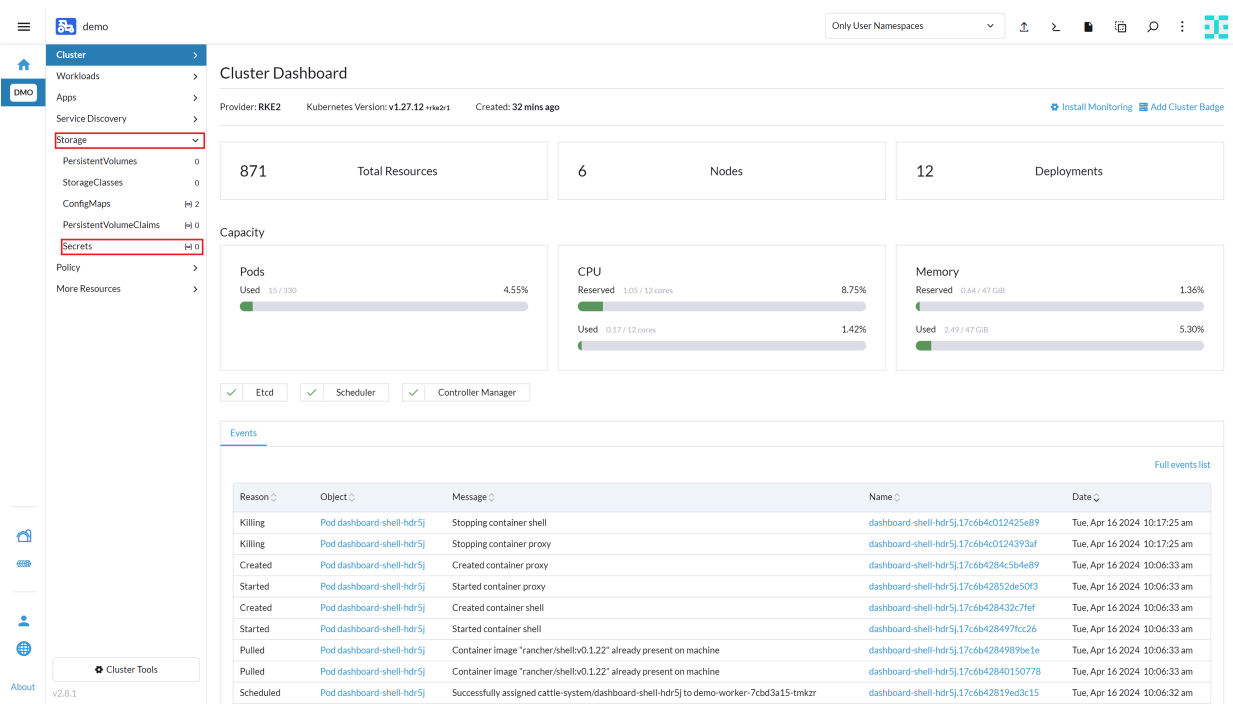 demo
Only User Namespaces
DMO
Cluster
Workloads
Apps
Service Discovery
Storage
PersistentVolumes 0
StorageClasses 0
ConfigMaps 2
PersistentVolumeClaims 0
Secrets 0
Policy
More Resources
Cluster Tools
About
v2.8.1
Cluster Dashboard
Provider: RKE2 Kubernetes Version: v1.27.12 +rke2r1 Created: 32 mins ago
Install Monitoring Add Cluster Badge
871 Total Resources
6 Nodes
12 Deployments
Capacity
Pods
Used 15 / 330 4.55%
CPU
Reserved 1.05 / 12 cores 8.75%
Used 0.17 / 12 cores 1.42%
Memory
Reserved 0.64 / 47 GiB 1.36%
Used 2.49 / 47 GiB 5.30%
Etcd Scheduler Controller Manager
Events
Full events list
Reason Object Message Name Date
Killing Pod dashboard-shell-hdr5j Stopping container shell dashboard-shell-hdr5j.17c6b4c012425e89 Tue, Apr 16 2024 10:17:25 am
Killing Pod dashboard-shell-hdr5j Stopping container proxy dashboard-shell-hdr5j.17c6b4c0124393af Tue, Apr 16 2024 10:17:25 am
Created Pod dashboard-shell-hdr5j Created container proxy dashboard-shell-hdr5j.17c6b4284c5b4e89 Tue, Apr 16 2024 10:06:33 am
Started Pod dashboard-shell-hdr5j Started container proxy dashboard-shell-hdr5j.17c6b42852de50f3 Tue, Apr 16 2024 10:06:33 am
Created Pod dashboard-shell-hdr5j Created container shell dashboard-shell-hdr5j.17c6b428432c7fef Tue, Apr 16 2024 10:06:33 am
Started Pod dashboard-shell-hdr5j Started container shell dashboard-shell-hdr5j.17c6b428497fcc26 Tue, Apr 16 2024 10:06:33 am
Pulled Pod dashboard-shell-hdr5j Container image "rancher/shell:v0.1.22" already present on machine dashboard-shell-hdr5j.17c6b4284989be1e Tue, Apr 16 2024 10:06:33 am
Pulled Pod dashboard-shell-hdr5j Container image "rancher/shell:v0.1.22" already present on machine dashboard-shell-hdr5j.17c6b42840150778 Tue, Apr 16 2024 10:06:33 am
Scheduled Pod dashboard-shell-hdr5j Successfully assigned cattle-system/dashboard-shell-hdr5j to demo-worker-7cbd3a15-tmkzr dashboard-shell-hdr5j.17c6b42819ed3c15 Tue, Apr 16 2024 10:06:32 am